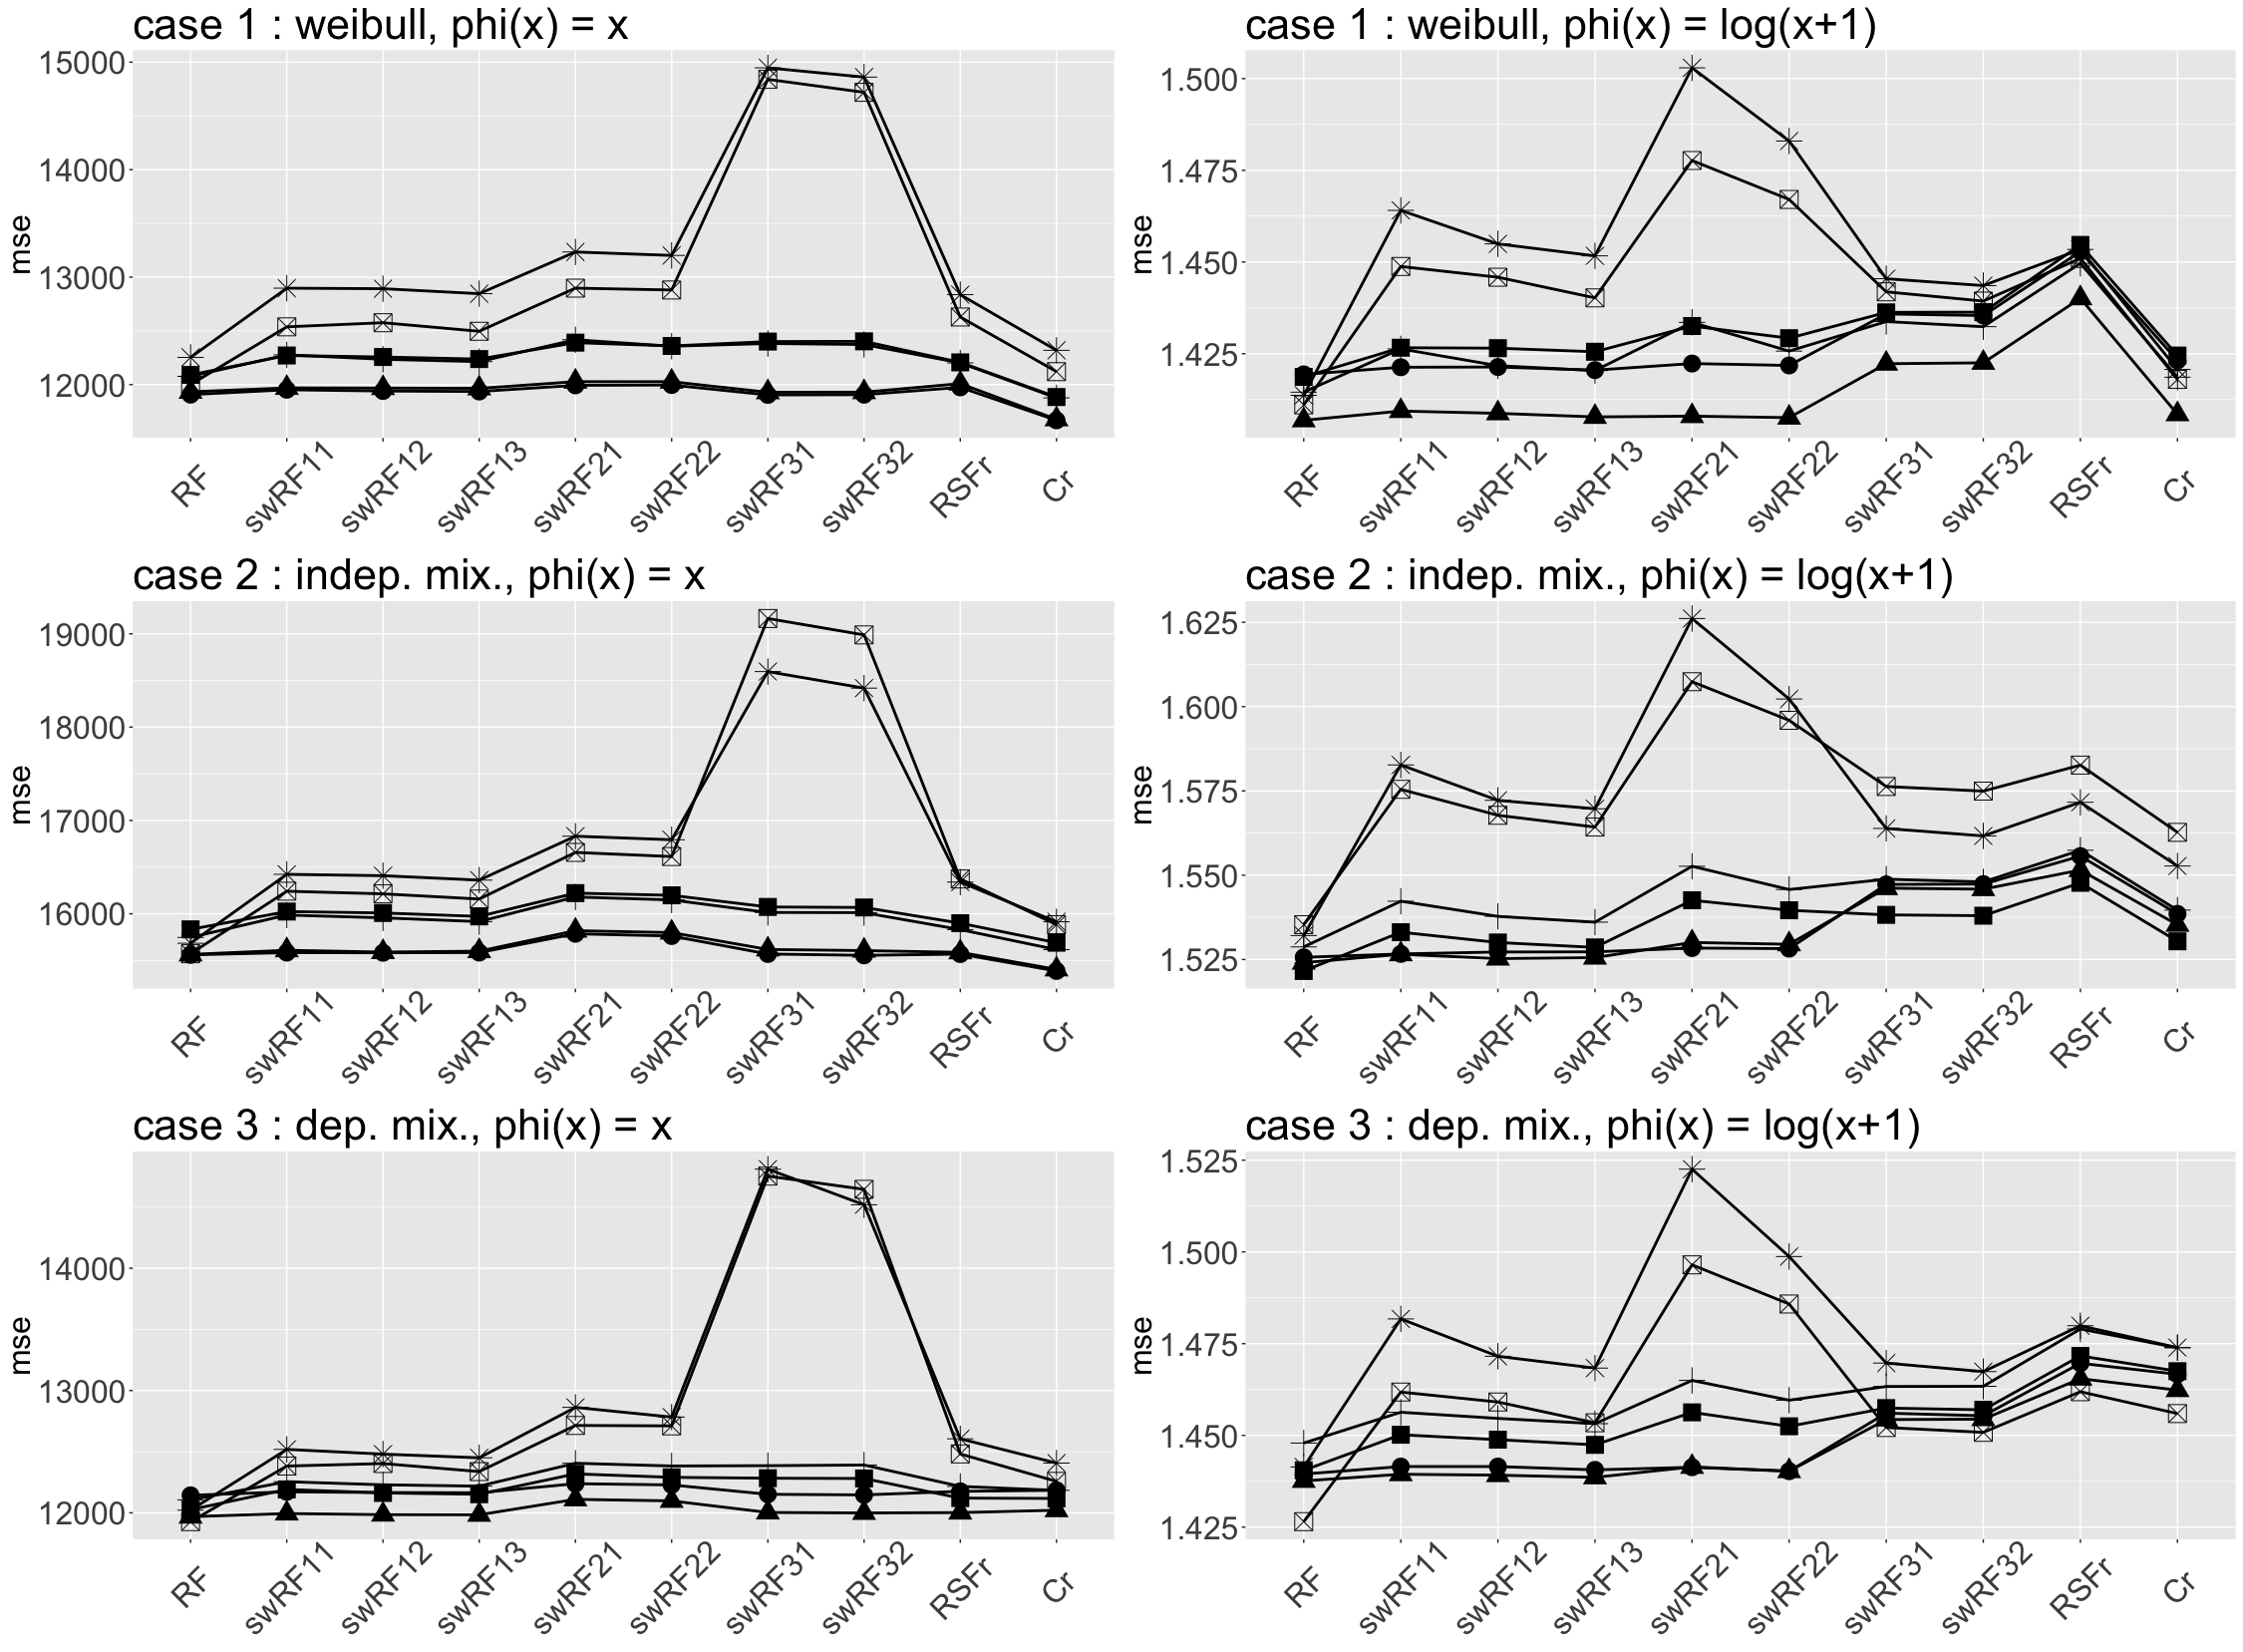 case 1 : weibull, phi(x) = x
mse
15000
14000
13000
12000
RF swRF11 swRF12 swRF13 swRF21 swRF22 swRF31 swRF32 RSFr Cr
case 1 : weibull, phi(x) = log(x+1)
mse
1.500
1.475
1.450
1.425
RF swRF11 swRF12 swRF13 swRF21 swRF22 swRF31 swRF32 RSFr Cr
case 2 : indep. mix., phi(x) = x
mse
19000
18000
17000
16000
RF swRF11 swRF12 swRF13 swRF21 swRF22 swRF31 swRF32 RSFr Cr
case 2 : indep. mix., phi(x) = log(x+1)
mse
1.625
1.600
1.575
1.550
1.525
RF swRF11 swRF12 swRF13 swRF21 swRF22 swRF31 swRF32 RSFr Cr
case 3 : dep. mix., phi(x) = x
mse
14000
13000
12000
RF swRF11 swRF12 swRF13 swRF21 swRF22 swRF31 swRF32 RSFr Cr
case 3 : dep. mix., phi(x) = log(x+1)
mse
1.525
1.500
1.475
1.450
1.425
RF swRF11 swRF12 swRF13 swRF21 swRF22 swRF31 swRF32 RSFr Cr